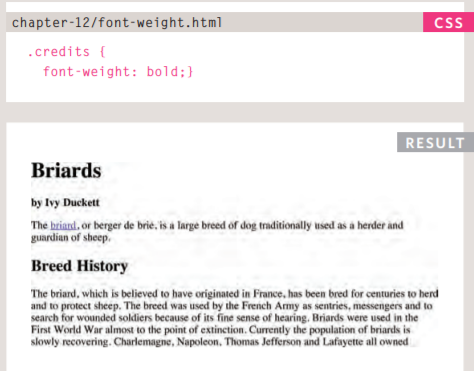 chapter-12/font-weight.html
CSS
.credits {
font-weight: bold;}
RESULT
Briards
by Ivy Duckett
The briard, or berger de brie, is a large breed of dog traditionally used as a herder and
guardian of sheep.
Breed History
The briard, which is believed to have originated in France, has been bred for centuries to herd
and to protect sheep. The breed was used by the French Army as sentries, messengers and to
search for wounded soldiers because of its fine sense of hearing. Briards were used in the
First World War almost to the point of extinction. Currently the population of briards is
slowly recovering. Charlemagne, Napoleon, Thomas Jefferson and Lafayette all owned